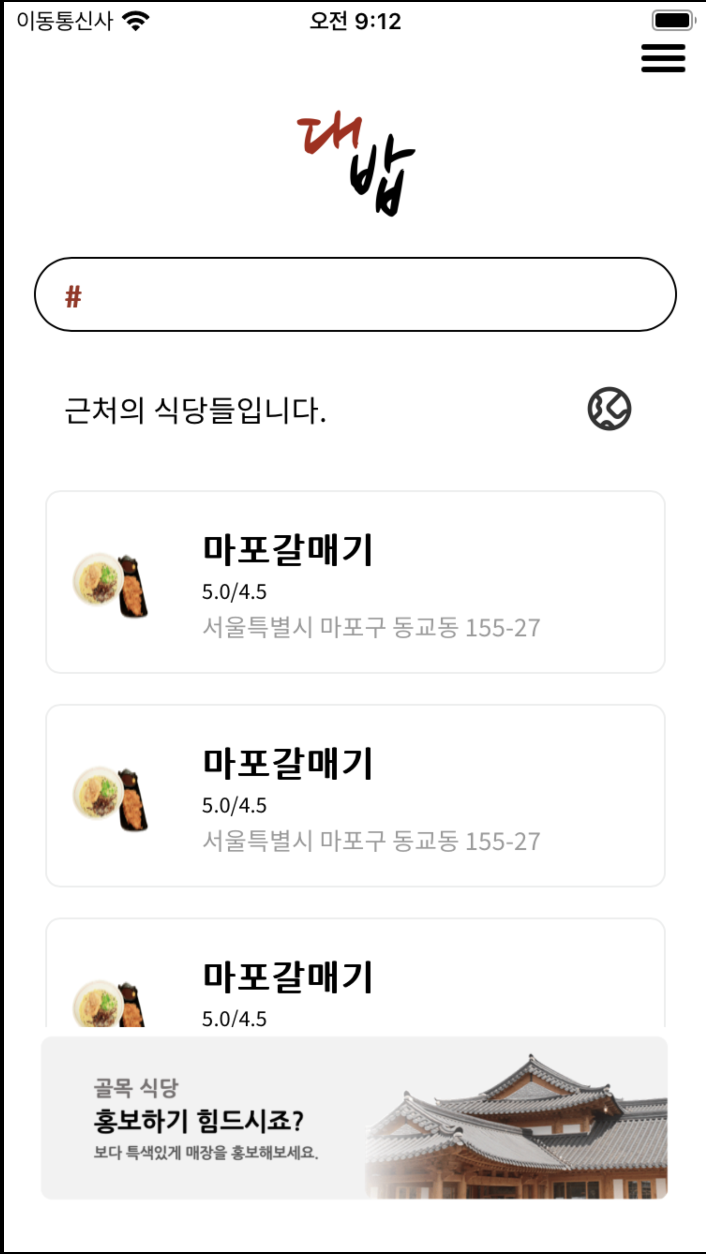 이동통신사
오전 9:12
대밥
#
근처의 식당들입니다.
마포갈매기
5.0/4.5
서울특별시 마포구 동교동 155-27
마포갈매기
5.0/4.5
서울특별시 마포구 동교동 155-27
마포갈매기
5.0/4.5
골목 식당
홍보하기 힘드시죠?
보다 특색있게 매장을 홍보해보세요.